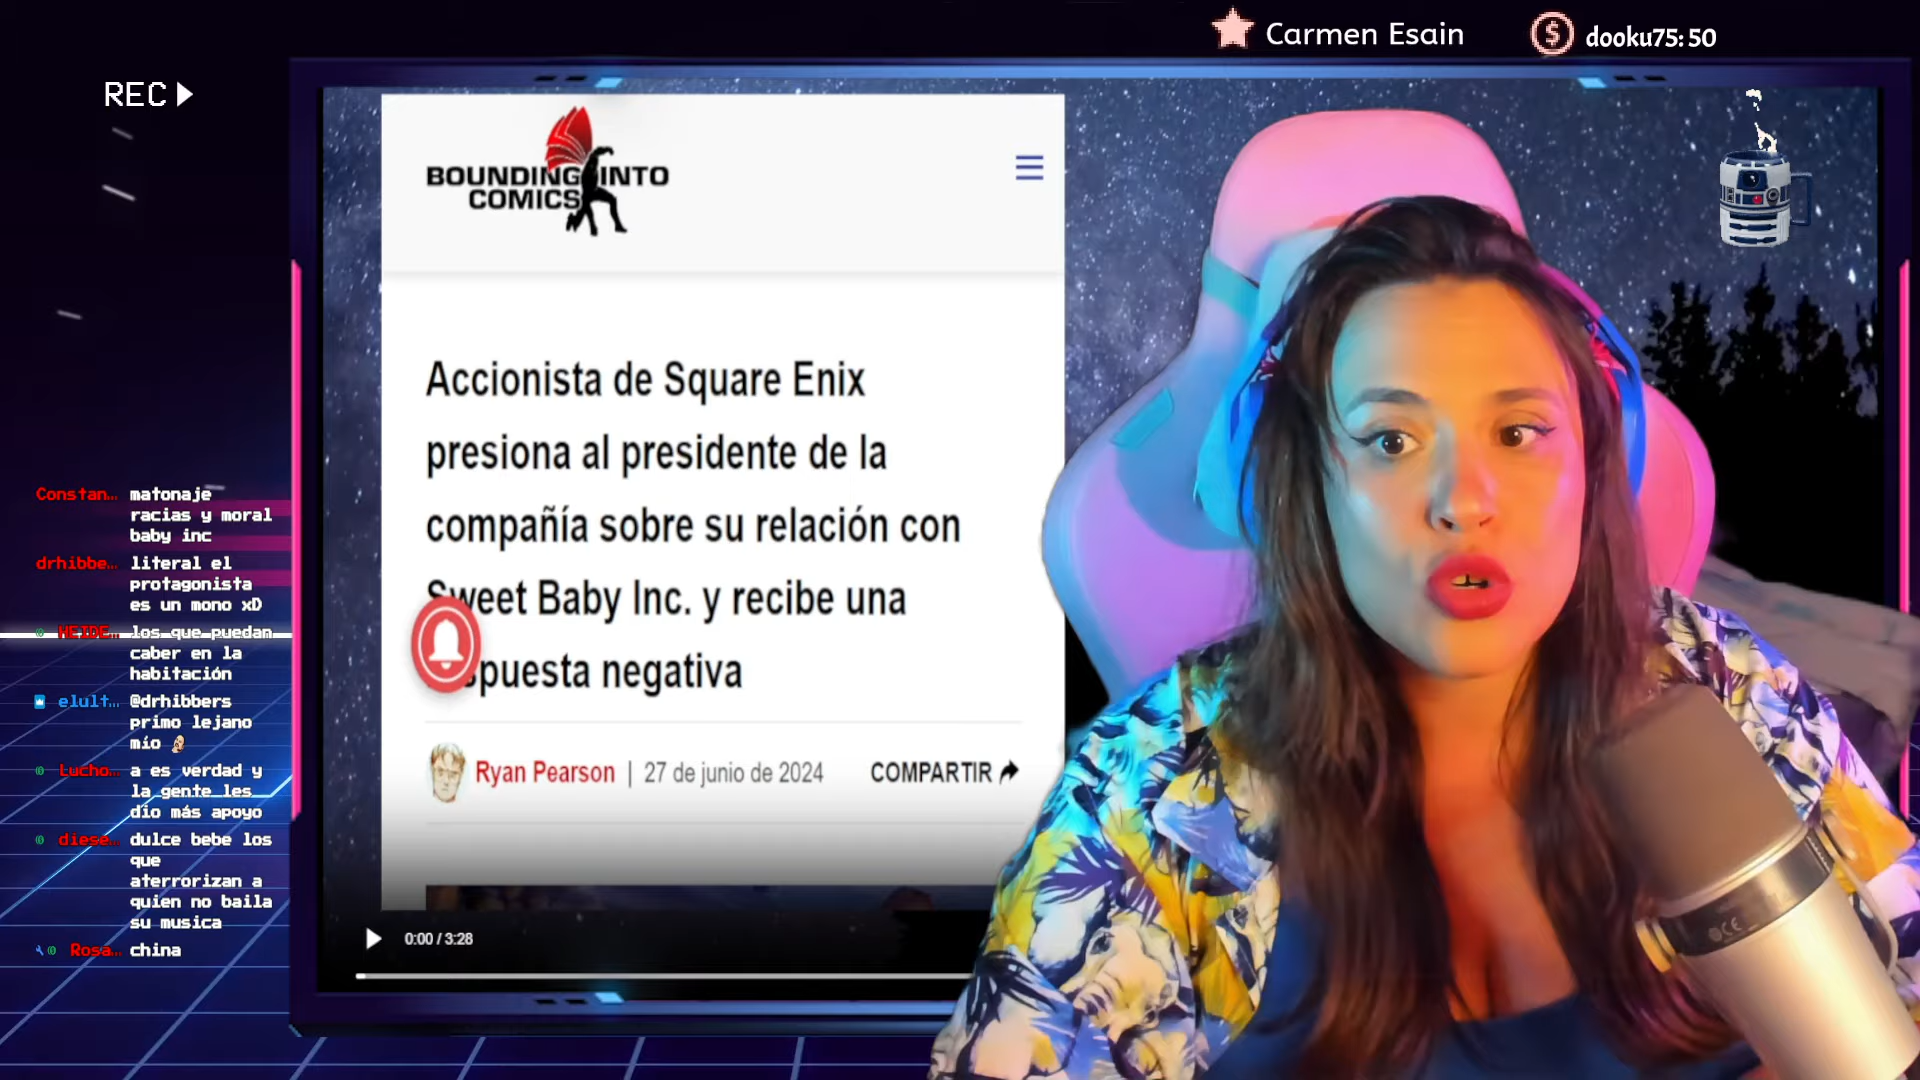 Carmen Esain
dooku75: 50
REC
BOUNDING INTO
COMICS
Accionista de Square Enix
presiona al presidente de la
compañía sobre su relación con
Sweet Baby Inc. y recibe una
puesta negativa
Ryan Pearson | 27 de junio de 2024 COMPARTIR
0:00 / 3:28
Constan... matonaje
racias y moral
baby inc
drhibbe... literal el
protagonista
es un mono xD
HEIDE... los que puedan
caber en la
habitación
elult... @drhibbers
primo lejano
mío
Lucho... a es verdad y
la gente les
dio más apoyo
diese... dulce bebe los
que
aterrorizan a
quien no baila
su musica
Rosa... china